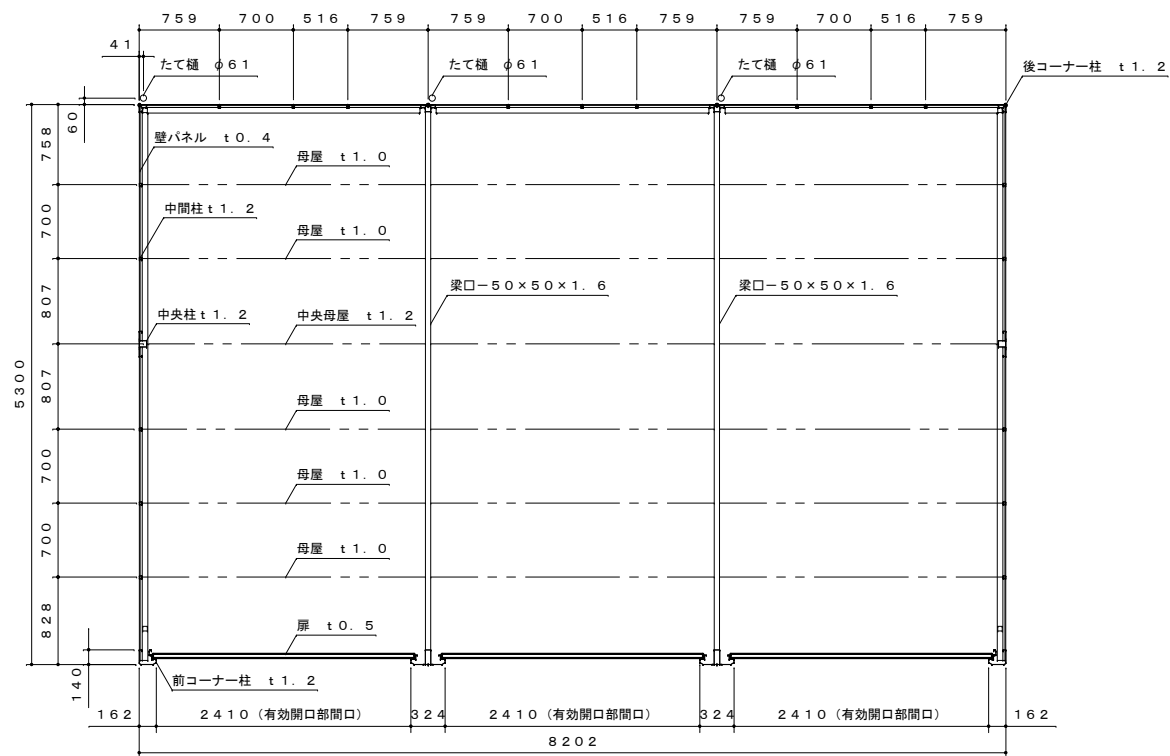 759 700 516 759 759 700 516 759 759 700 516 759
41
たて樋 φ61 たて樋 φ61 たて樋 φ61
後コーナー柱 t1.2
60
758
壁パネル t0.4
母屋 t1.0
700
中間柱t1.2
母屋 t1.0
807
梁口-50×50×1.6 梁口-50×50×1.6
中央柱t1.2
中央母屋 t1.2
5300
807
母屋 t1.0
700
母屋 t1.0
700
母屋 t1.0
828
扉 t0.5
140
前コーナー柱 t1.2
162 2410(有効開口部間口) 324 2410(有効開口部間口) 324 2410(有効開口部間口) 162
8202